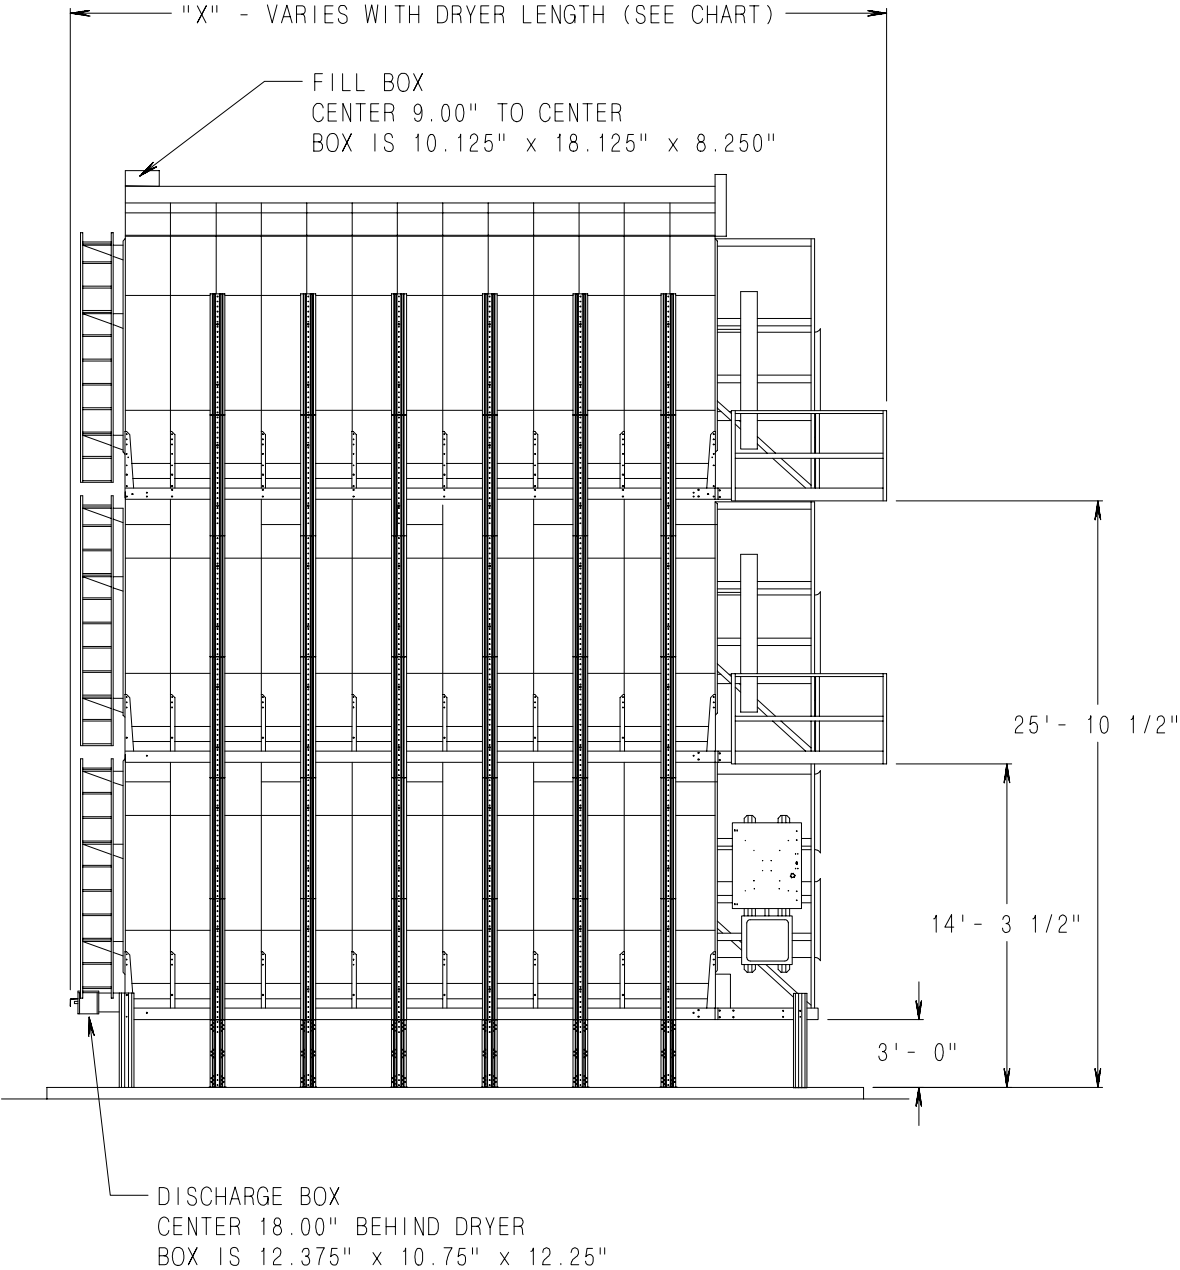 "X" - VARIES WITH DRYER LENGTH (SEE CHART)
FILL BOX
CENTER 9.00" TO CENTER
BOX IS 10.125" x 18.125" x 8.250"
25'- 10 1/2"
14'- 3 1/2"
3'- 0"
DISCHARGE BOX
CENTER 18.00" BEHIND DRYER
BOX IS 12.375" x 10.75" x 12.25"